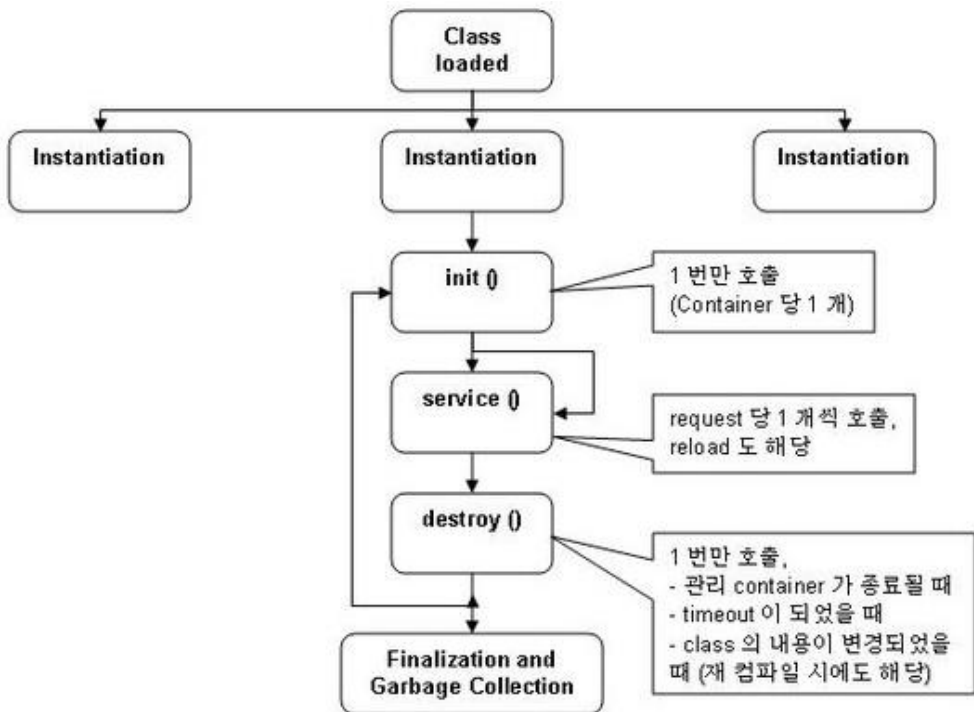 Class
loaded
Instantiation
Instantiation
Instantiation
init ()
1 번만 호출
(Container 당 1 개)
service ()
request 당 1 개씩 호출,
reload 도 해당
destroy ()
1 번만 호출,
- 관리 container 가 종료될 때
- timeout 이 되었을 때
- class 의 내용이 변경되었을
때 (재 컴파일 시에도 해당)
Finalization and
Garbage Collection